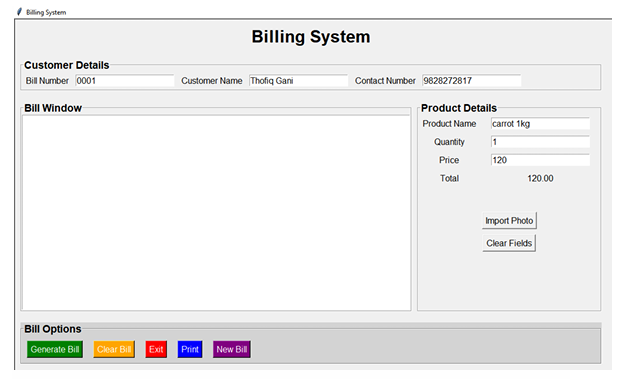 Billing System
Billing System
Customer Details
Bill Number 0001 Customer Name Thofiq Gani Contact Number 9828272817
Bill Window
Product Details
Product Name carrot 1kg
Quantity 1
Price 120
Total 120.00
Import Photo
Clear Fields
Bill Options
Generate Bill Clear Bill Exit Print New Bill